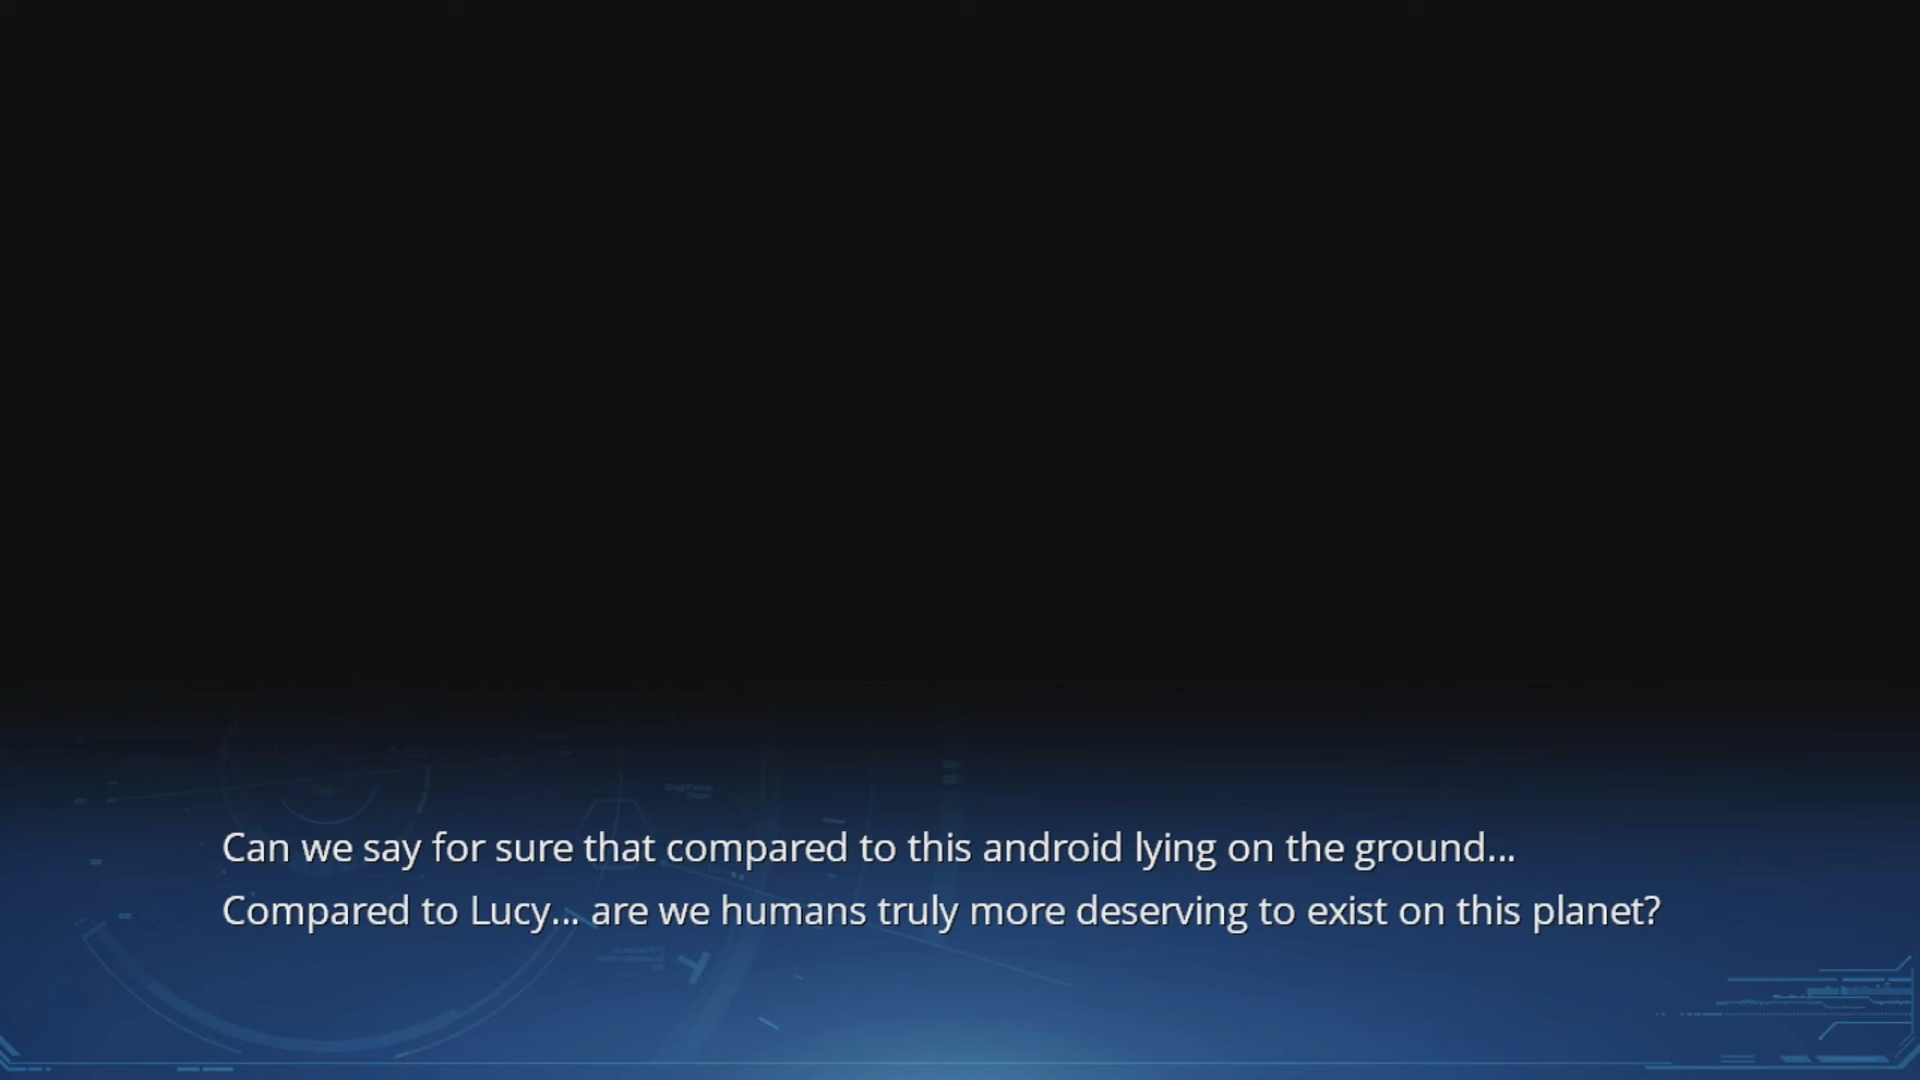 Can we say for sure that compared to this android lying on the ground...
Compared to Lucy... are we humans truly more deserving to exist on this planet?